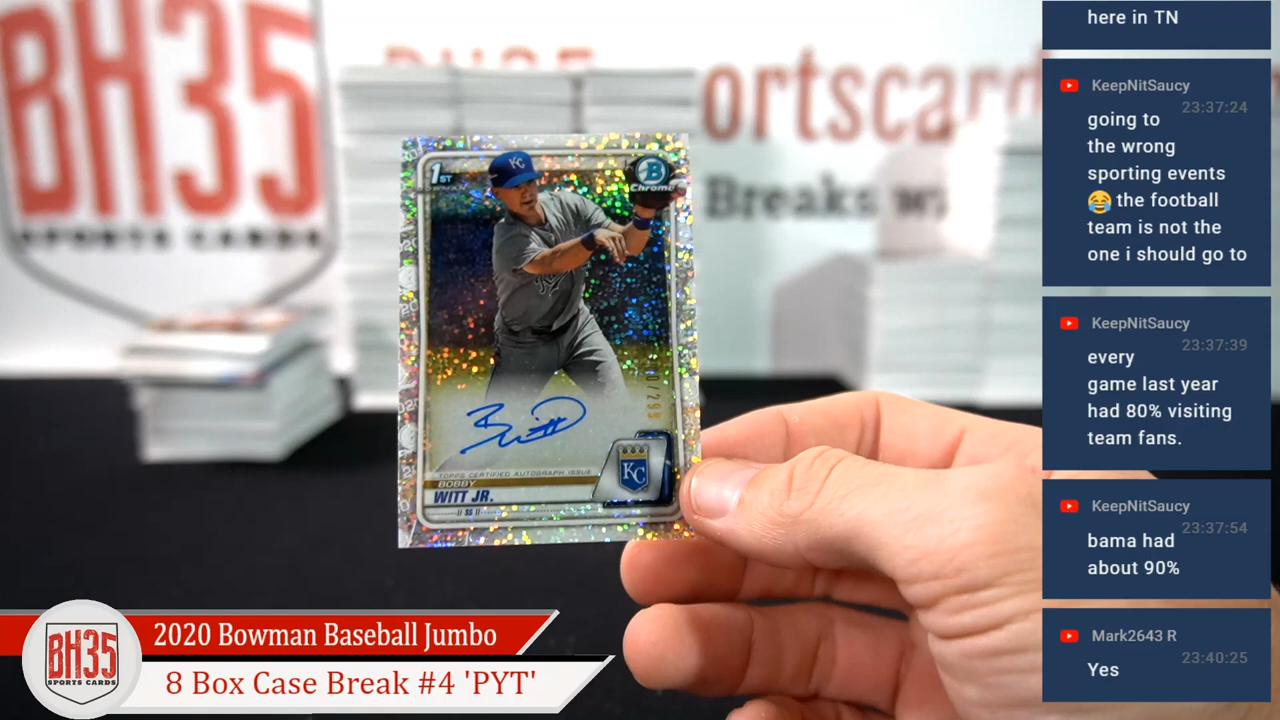 BH35
SPORTS CARDS
ortscard
Breaks wi
1ST
BOWMAN
KC
B
Chrome
TOPPS CERTIFIED AUTOGRAPH ISSUE
BOBBY
WITT JR.
// SS //
KC
BH35
SPORTS CARDS
2020 Bowman Baseball Jumbo
8 Box Case Break #4 'PYT'
here in TN
KeepNitSaucy
23:37:24
going to
the wrong
sporting events
😂 the football
team is not the
one i should go to
KeepNitSaucy
23:37:39
every
game last year
had 80% visiting
team fans.
KeepNitSaucy
23:37:54
bama had
about 90%
Mark2643 R
23:40:25
Yes